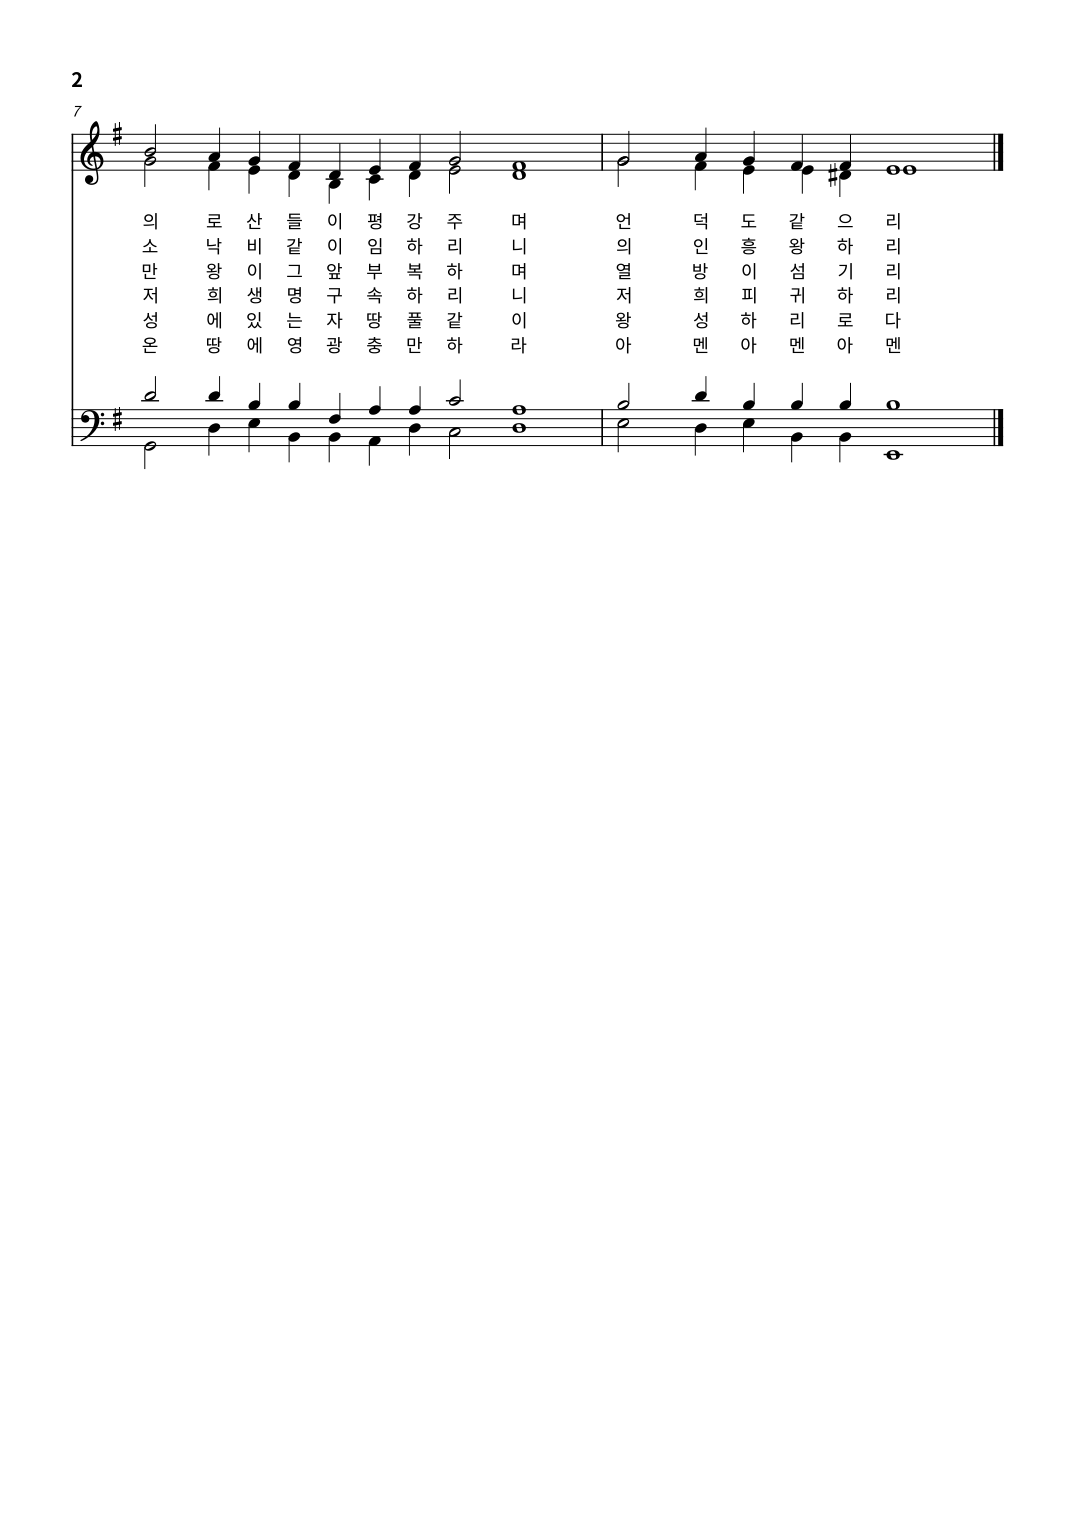 2
7
의 로 산 들 이 평 강 주 며 언 덕 도 같 으 리
소 낙 비 같 이 임 하 리 니 의 인 흥 왕 하 리
만 왕 이 그 앞 부 복 하 며 열 방 이 섬 기 리
저 희 생 명 구 속 하 리 니 저 희 피 귀 하 리
성 에 있 는 자 땅 풀 같 이 왕 성 하 리 로 다
온 땅 에 영 광 충 만 하 라 아 멘 아 멘 아 멘